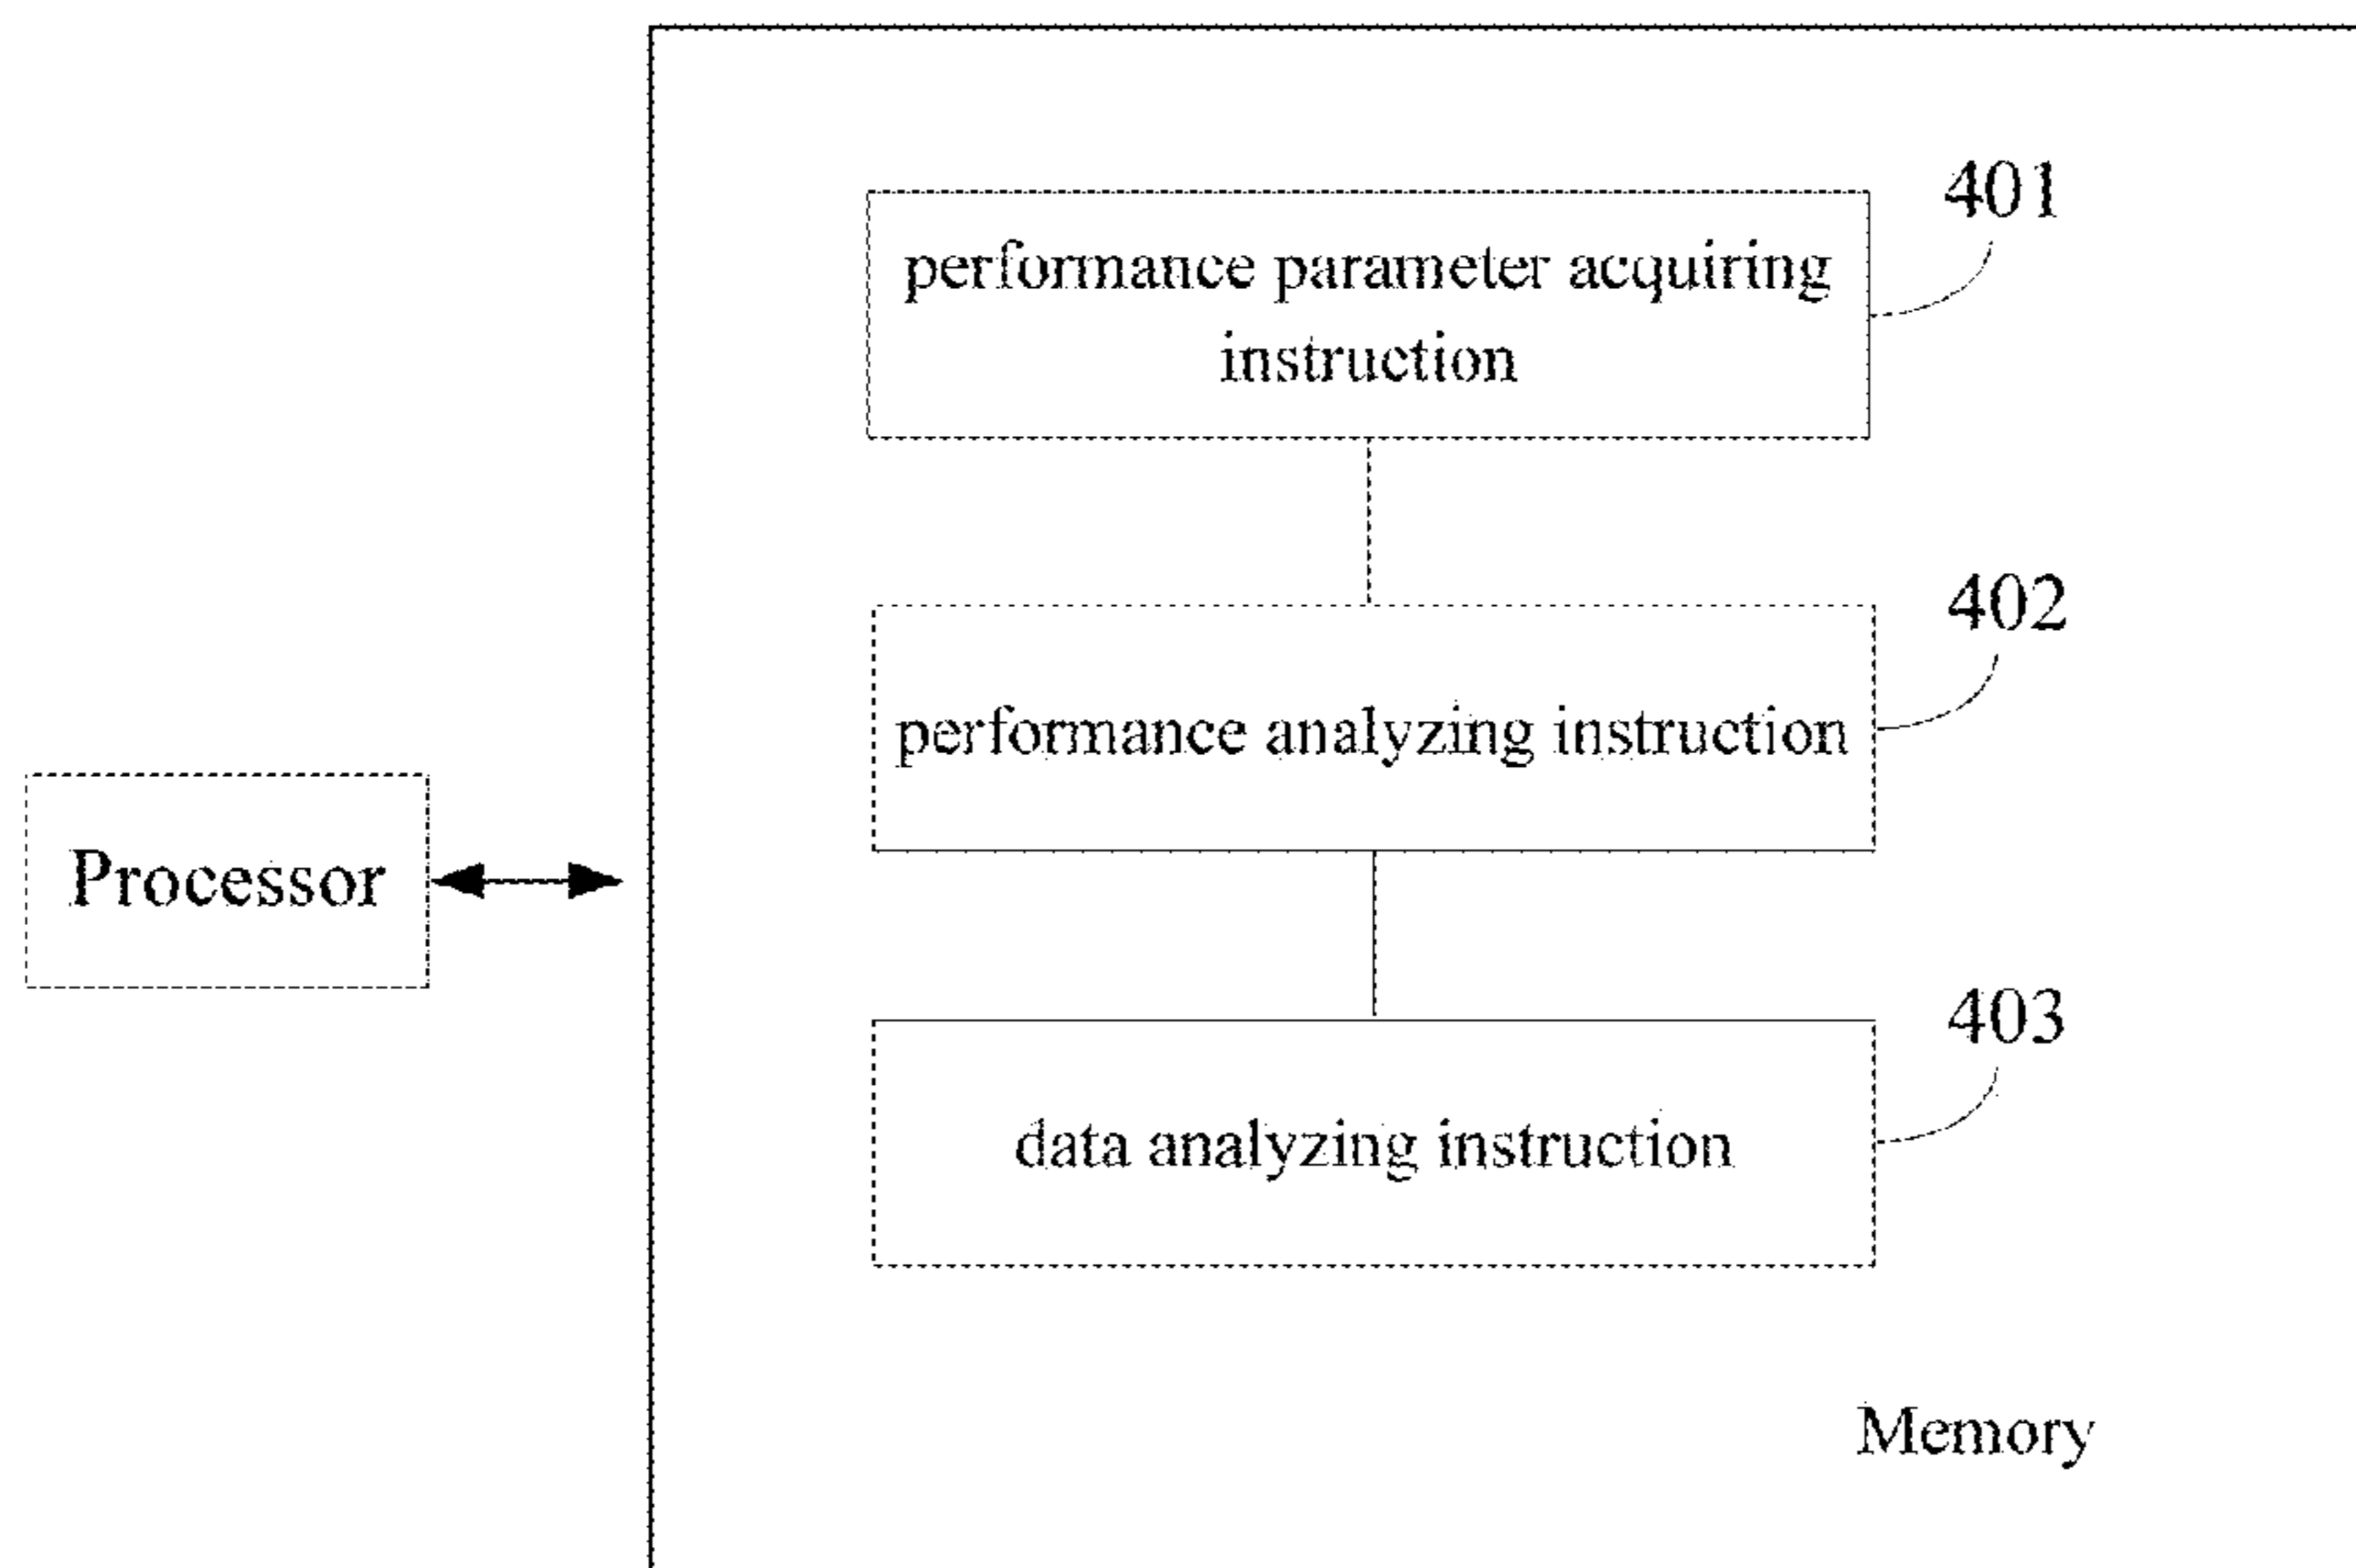 401
performance parameter acquiring
instruction
402
performance analyzing instruction
Processor
403
data analyzing instruction
Memory